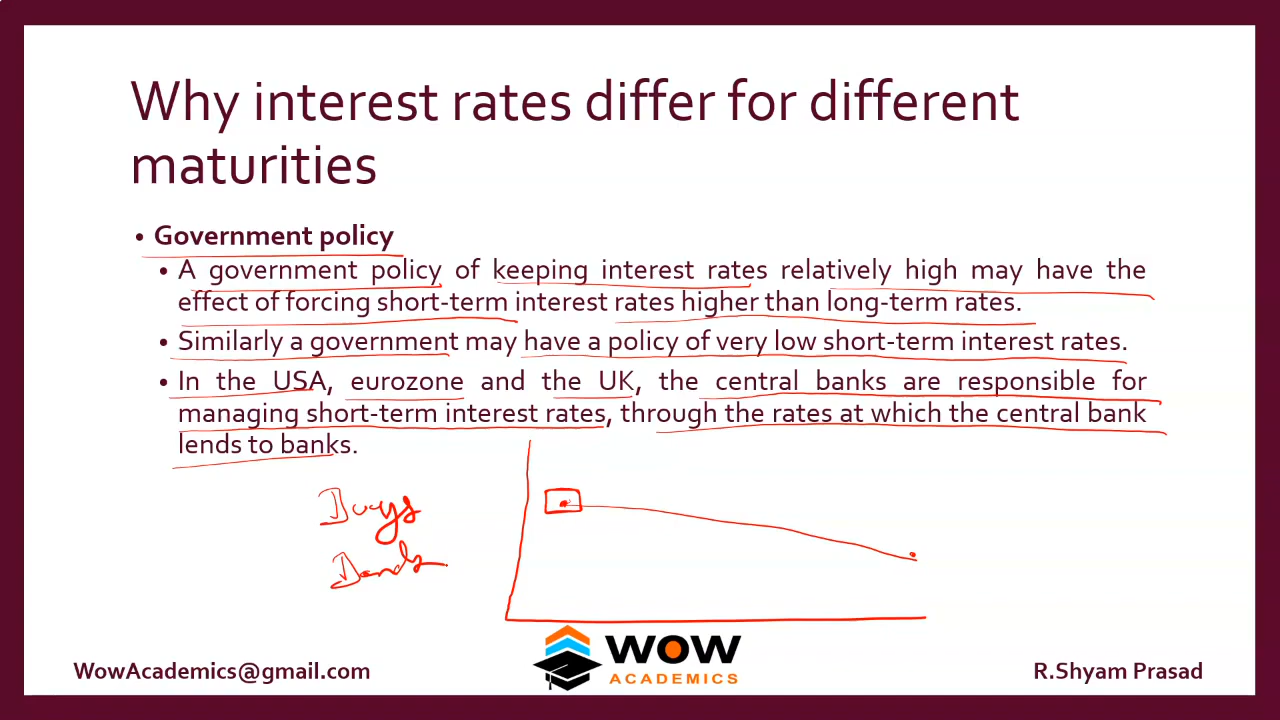 Why interest rates differ for different
maturities
• Government policy
• A government policy of keeping interest rates relatively high may have the
effect of forcing short-term interest rates higher than long-term rates.
• Similarly a government may have a policy of very low short-term interest rates.
• In the USA, eurozone and the UK, the central banks are responsible for
managing short-term interest rates, through the rates at which the central bank
lends to banks.
Buys
Bonds
WowAcademics@gmail.com
WOW
ACADEMICS
R.Shyam Prasad